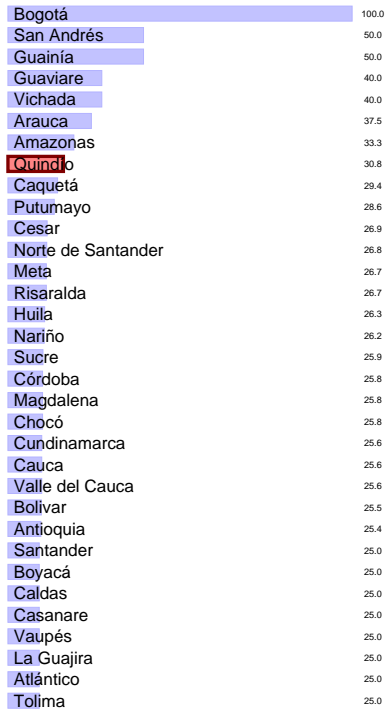 Bogotá 100.0
San Andrés 50.0
Guainía 50.0
Guaviare 40.0
Vichada 40.0
Arauca 37.5
Amazonas 33.3
Quindío 30.8
Caquetá 29.4
Putumayo 28.6
Cesar 26.9
Norte de Santander 26.8
Meta 26.7
Risaralda 26.7
Huila 26.3
Nariño 26.2
Sucre 25.9
Córdoba 25.8
Magdalena 25.8
Chocó 25.8
Cundinamarca 25.6
Cauca 25.6
Valle del Cauca 25.6
Bolivar 25.5
Antioquia 25.4
Santander 25.0
Boyacá 25.0
Caldas 25.0
Casanare 25.0
Vaupés 25.0
La Guajira 25.0
Atlántico 25.0
Tolima 25.0